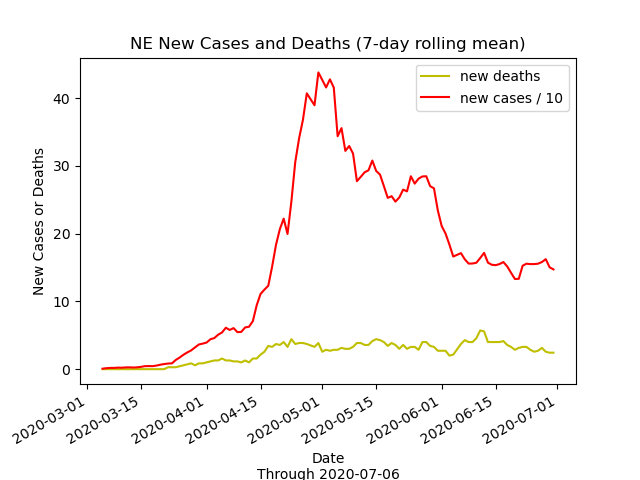 NE New Cases and Deaths (7-day rolling mean)
new deaths
new cases / 10
New Cases or Deaths
40
30
20
10
0
2020-03-01
2020-03-15
2020-04-01
2020-04-15
2020-05-01
2020-05-15
2020-06-01
2020-06-15
2020-07-01
Date
Through 2020-07-06